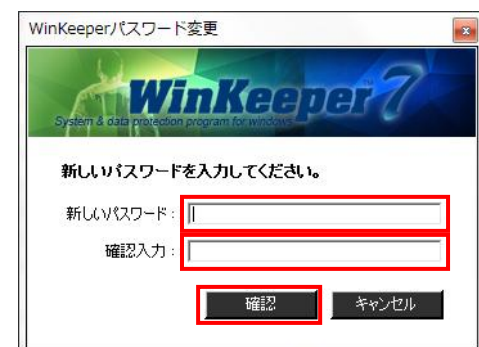 WinKeeperパスワード変更
WinKeeper 7
System & data protection program for windows
新しいパスワードを入力してください。
新しいパスワード :
確認入力 :
確認 キャンセル